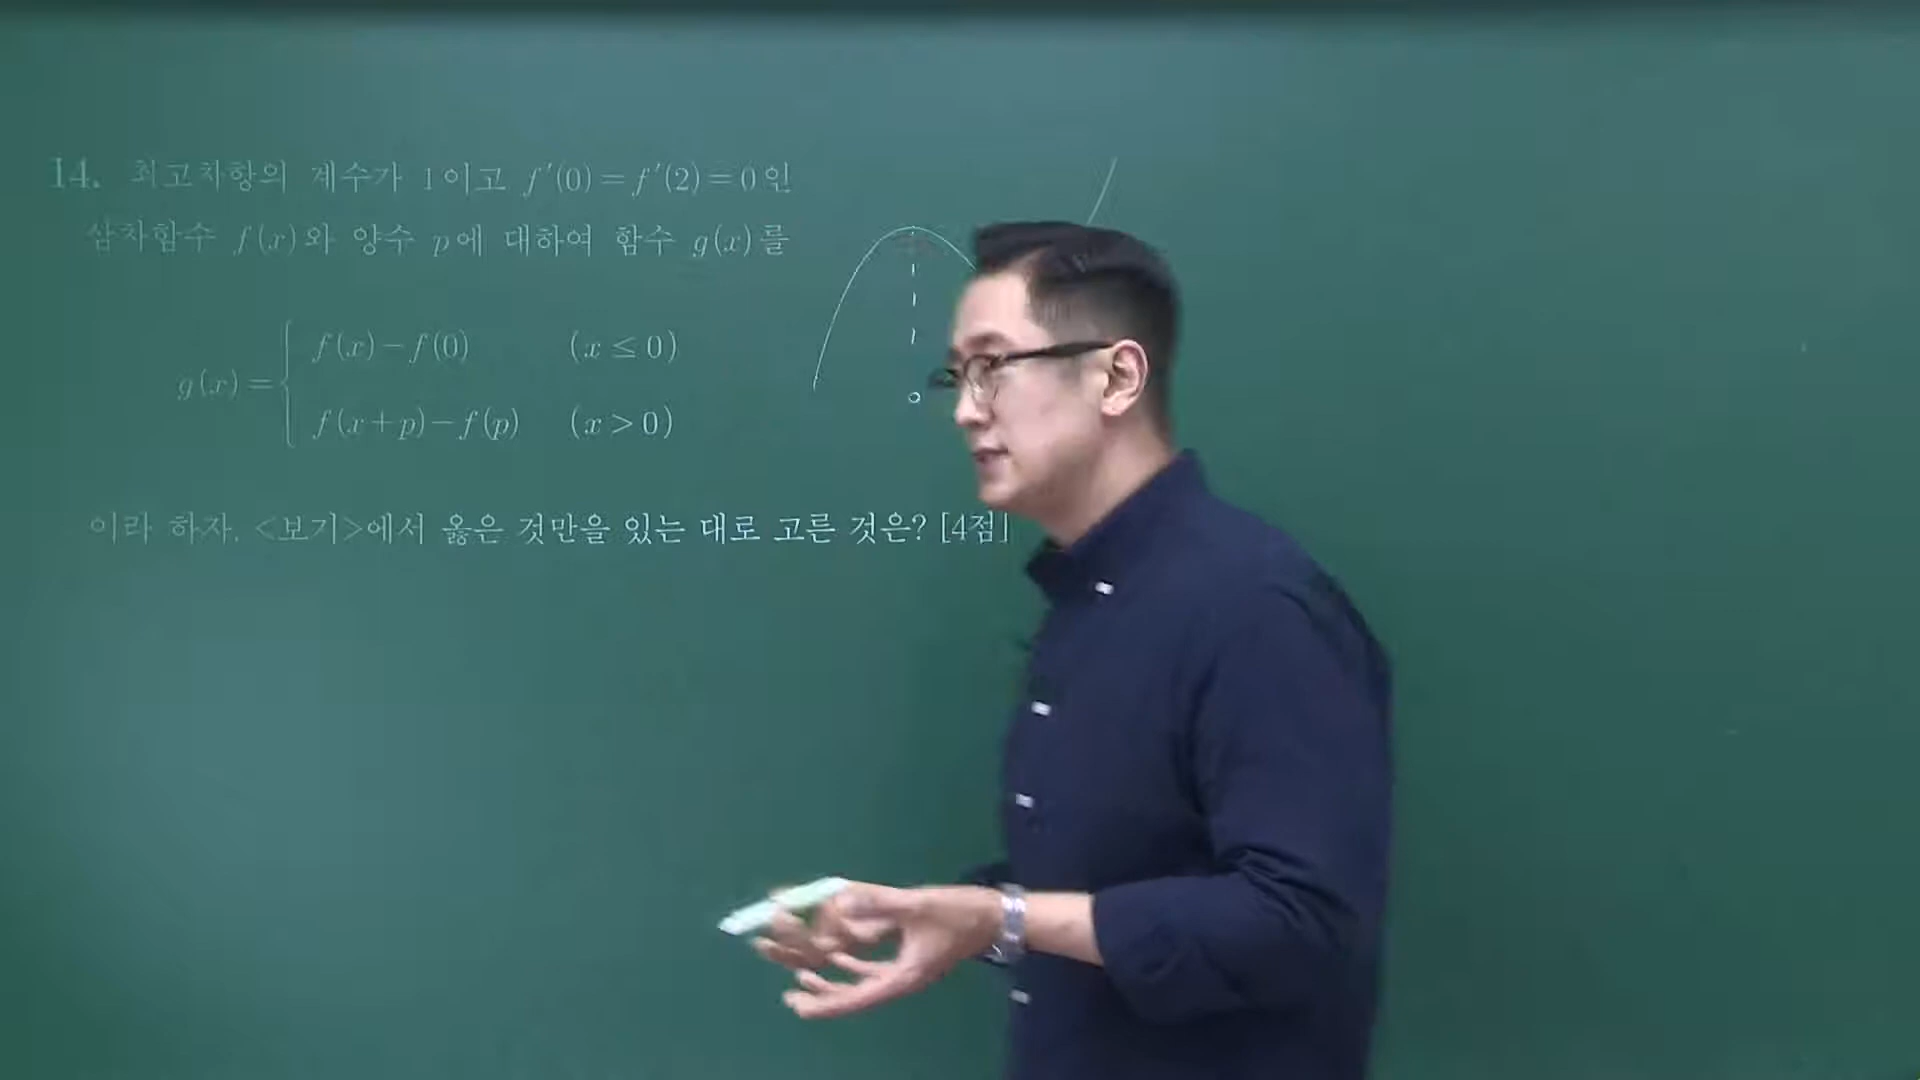 14. 최고차항의 계수가 1이고 f′(0)=f′(2)=0인
삼차함수 f(x)와 양수 p에 대하여 함수 g(x)를
g(x)={ f(x)-f(0) (x≤0)
f(x+p)-f(p) (x>0)
이라 하자. <보기>에서 옳은 것만을 있는 대로 고른 것은? [4점]
0